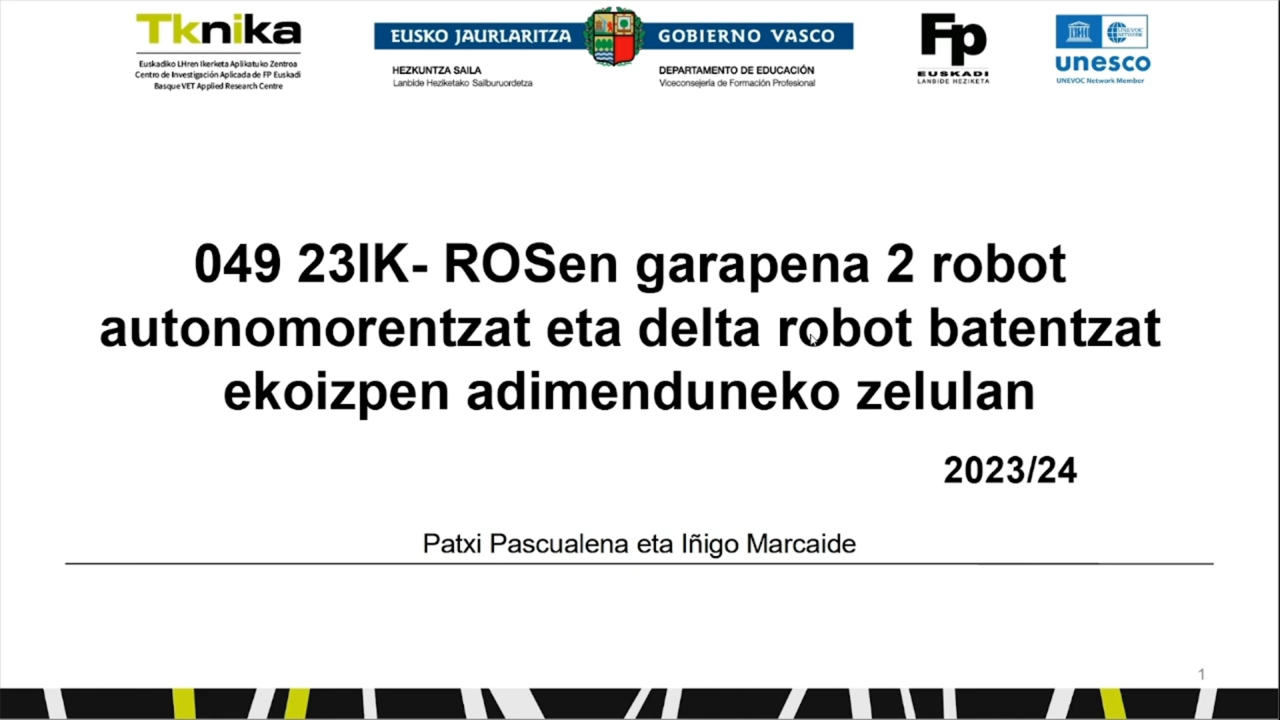 Tknika
Euskadiko LHren Ikerketa Aplikatuko Zentroa
Centro de Investigación Aplicada de FP Euskadi
Basque VET Applied Research Centre
EUSKO JAURLARITZA
GOBIERNO VASCO
HEZKUNTZA SAILA
Lanbide Heziketako Sailburuordetza
DEPARTAMENTO DE EDUCACIÓN
Viceconsejería de Formación Profesional
Fp
EUSKADI
LANBIDE HEZIKETA
unesco
UNEVOC Network Member
049 23IK- ROSen garapena 2 robot
autonomorentzat eta delta robot batentzat
ekoizpen adimenduneko zelulan
2023/24
Patxi Pascualena eta Iñigo Marcaide
1